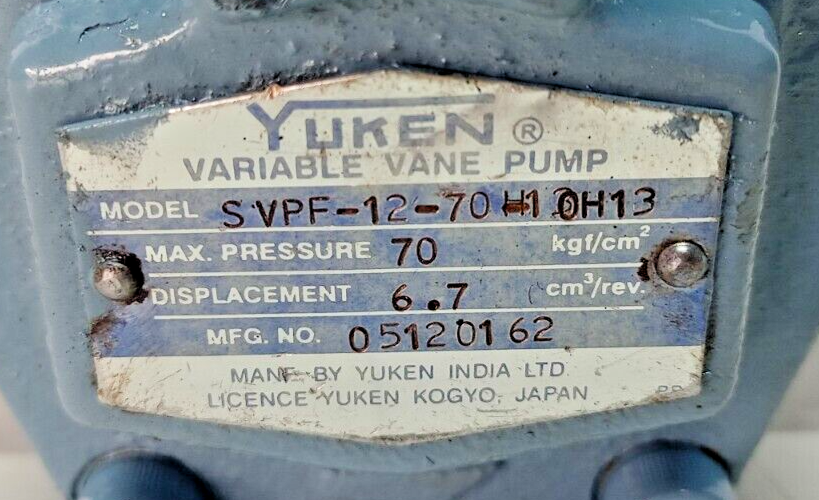 YUKEN ®
VARIABLE VANE PUMP
MODEL SVPF-12-70
MAX. PRESSURE 70 kgf/cm²
DISPLACEMENT 6.7 cm³/rev.
MFG. NO. 05120162
MANF BY YUKEN INDIA LTD
LICENCE YUKEN KOGYO, JAPAN